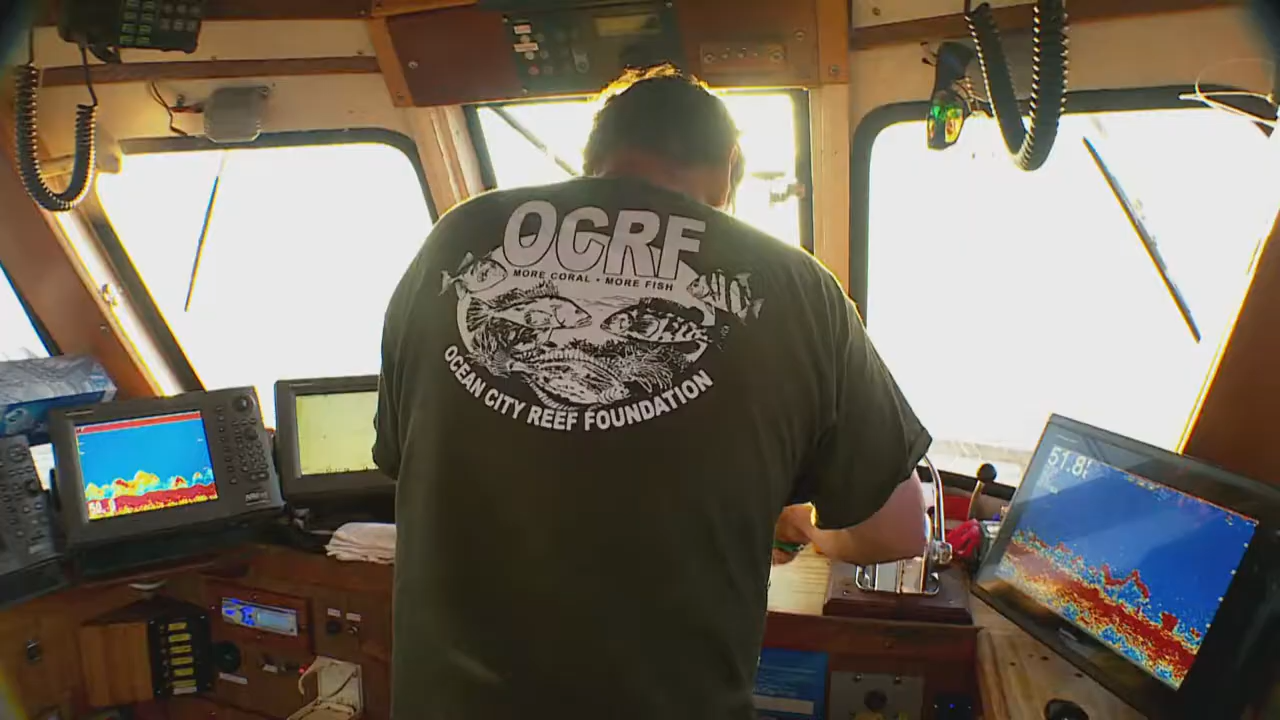 OCRF
MORE CORAL • MORE FISH
OCEAN CITY REEF FOUNDATION
51.8